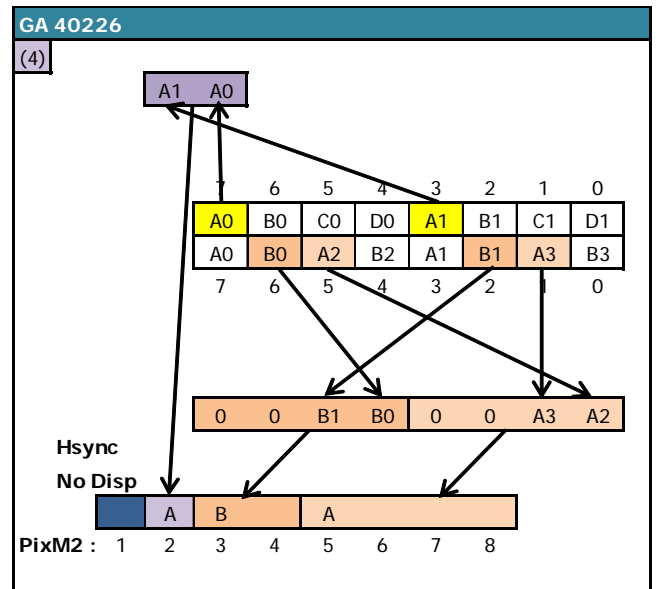 GA 40226
(4)
A1 A0
7 6 5 4 3 2 1 0
A0 B0 C0 D0 A1 B1 C1 D1
A0 B0 A2 B2 A1 B1 A3 B3
7 6 5 4 3 2 1 0
0 0 B1 B0 0 0 A3 A2
Hsync
No Disp
A B A
PixM2 : 1 2 3 4 5 6 7 8